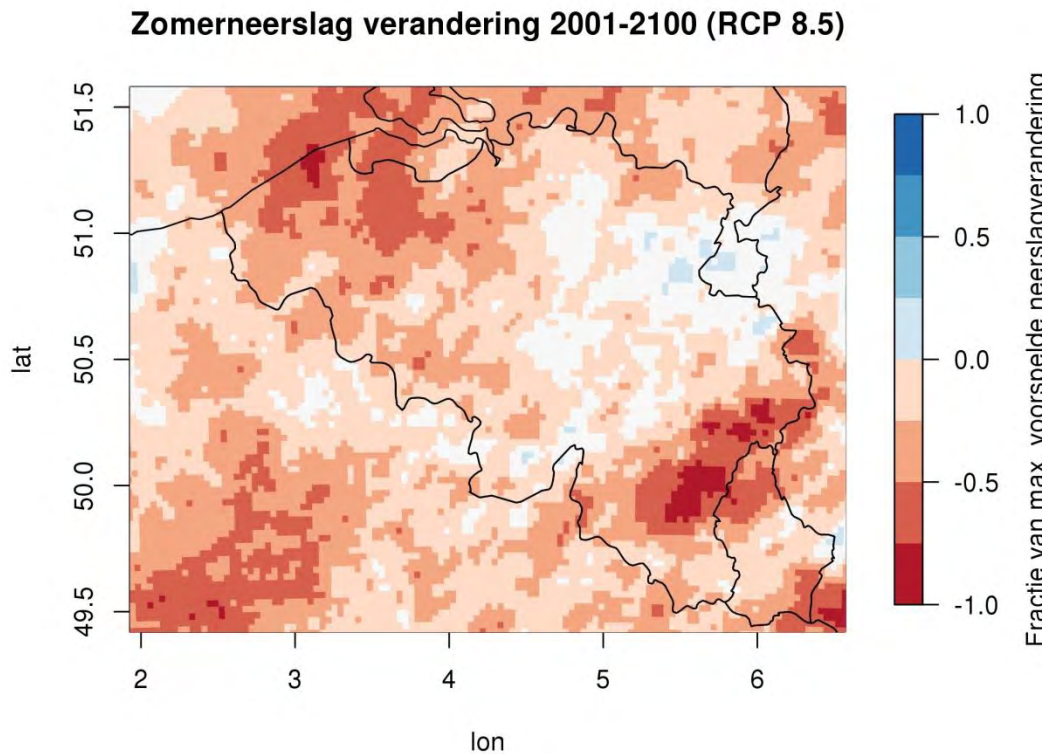 Zomerneerslag verandering 2001-2100 (RCP 8.5)
lat
51.5
51.0
50.5
50.0
49.5
2 3 4 5 6
lon
1.0
0.5
0.0
-0.5
-1.0
Fractie van max. voorspelde neerslagverandering